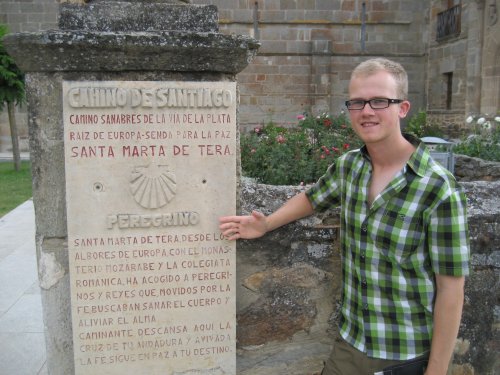 CAMINO DE SANTIAGO
CAMINO SANABRES DE LA VIA DE LA PLATA
RAIZ DE EUROPA-SENDA PARA LA PAZ
SANTA MARTA DE TERA
PEREGRINO
SANTA MARTA DE TERA, DESDE LOS
ALBORES DE EUROPA, CON EL MONAS
TERIO MOZARABE Y LA COLEGIATA
ROMANICA, HA ACOGIDO A PEREGRI-
NOS Y REYES QUE, MOVIDOS POR LA
FE, BUSCABAN SANAR EL CUERPO Y
ALIVIAR EL ALMA.
CAMINANTE DESCANSA AQUI LA
CRUZ DE TU ANDADURA Y AVIVADA
LA FE SIGUE EN PAZ A TU DESTINO.